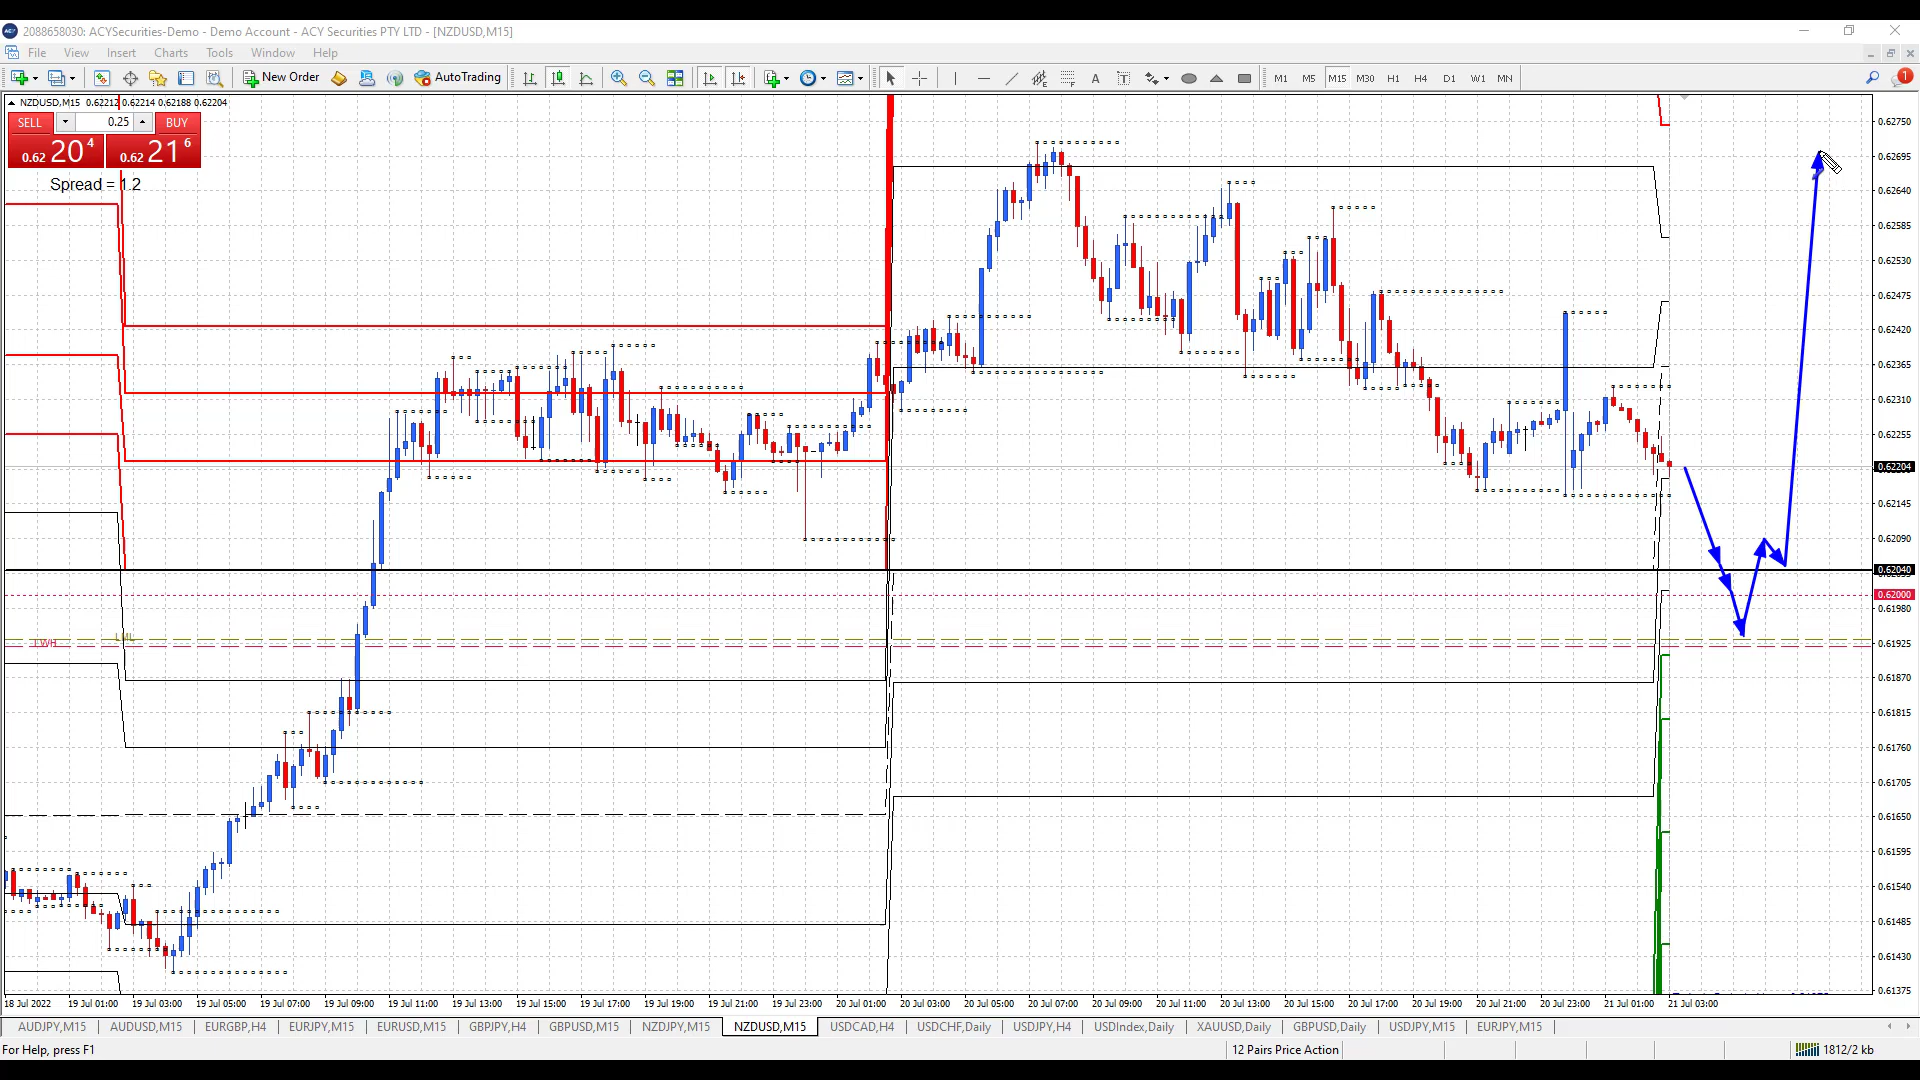 2088658030: ACYSecurities-Demo - Demo Account - ACY Securities PTY LTD - [NZDUSD,M15]
File View Insert Charts Tools Window Help
New Order AutoTrading A T M1 M5 M15 M30 H1 H4 D1 W1 MN 1
NZDUSD,M15 0.62212 0.62214 0.62188 0.62204
SELL 0.25 BUY
0.62 20 4 0.62 21 6
Spread = 1.2
0.62750
0.62695
0.62640
0.62585
0.62530
0.62475
0.62420
0.62365
0.62310
0.62255
0.62204
0.62145
0.62090
0.62040
0.62000
0.61980
LWH LML
0.61925
0.61870
0.61815
0.61760
0.61705
0.61650
0.61595
0.61540
0.61485
0.61430
0.61375
18 Jul 2022 19 Jul 01:00 19 Jul 03:00 19 Jul 05:00 19 Jul 07:00 19 Jul 09:00 19 Jul 11:00 19 Jul 13:00 19 Jul 15:00 19 Jul 17:00 19 Jul 19:00 19 Jul 21:00 19 Jul 23:00 20 Jul 01:00 20 Jul 03:00 20 Jul 05:00 20 Jul 07:00 20 Jul 09:00 20 Jul 11:00 20 Jul 13:00 20 Jul 15:00 20 Jul 17:00 20 Jul 19:00 20 Jul 21:00 20 Jul 23:00 21 Jul 01:00 21 Jul 03:00
AUDJPY,M15 AUDUSD,M15 EURGBP,H4 EURJPY,M15 EURUSD,M15 GBPJPY,H4 GBPUSD,M15 NZDJPY,M15 NZDUSD,M15 USDCAD,H4 USDCHF,Daily USDJPY,H4 USDIndex,Daily XAUUSD,Daily GBPUSD,Daily USDJPY,M15 EURJPY,M15
For Help, press F1 12 Pairs Price Action 1812/2 kb